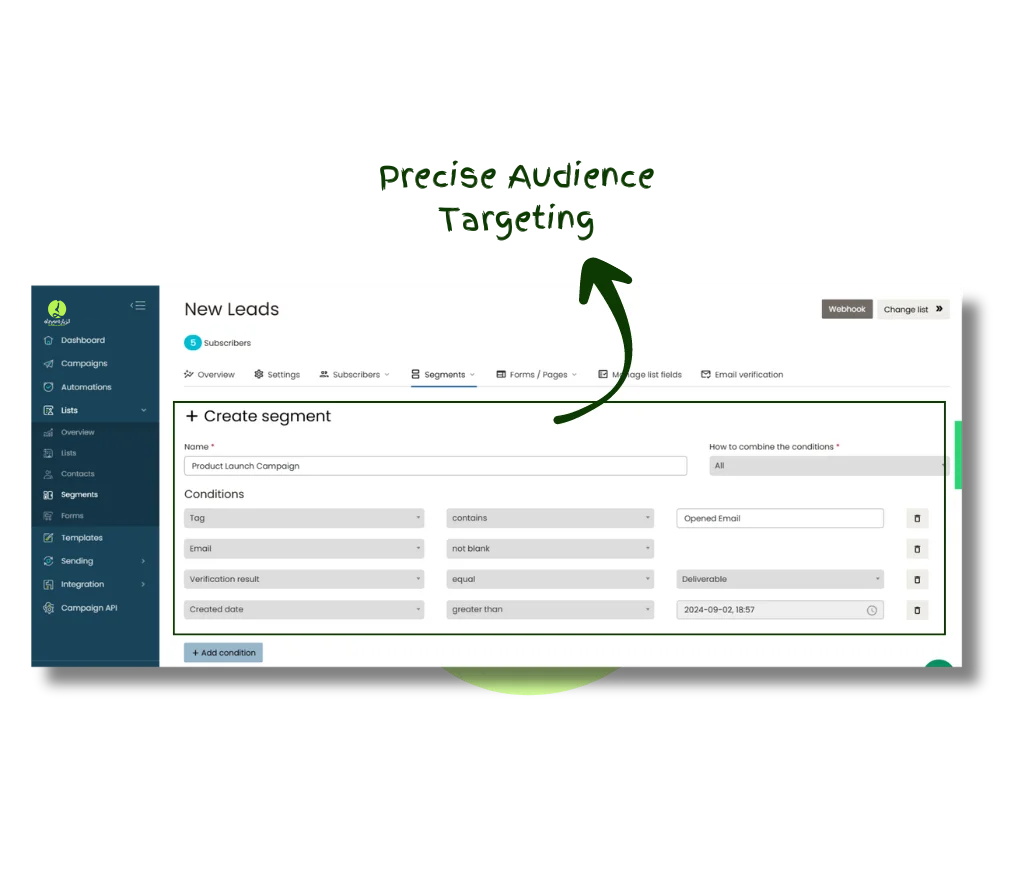 Precise Audience
Targeting
New Leads
Webhook
Change list
5 Subscribers
Dashboard
Campaigns
Automations
Lists
Overview
Lists
Contacts
Segments
Forms
Templates
Sending
Integration
Campaign API
Overview
Settings
Subscribers
Segments
Forms / Pages
list fields
Email verification
+ Create segment
Name *
Product Launch Campaign
How to combine the conditions *
All
Conditions
Tag contains Opened Email
Email not blank
Verification result equal Deliverable
Created date greater than 2024-09-02, 18:57
+ Add condition